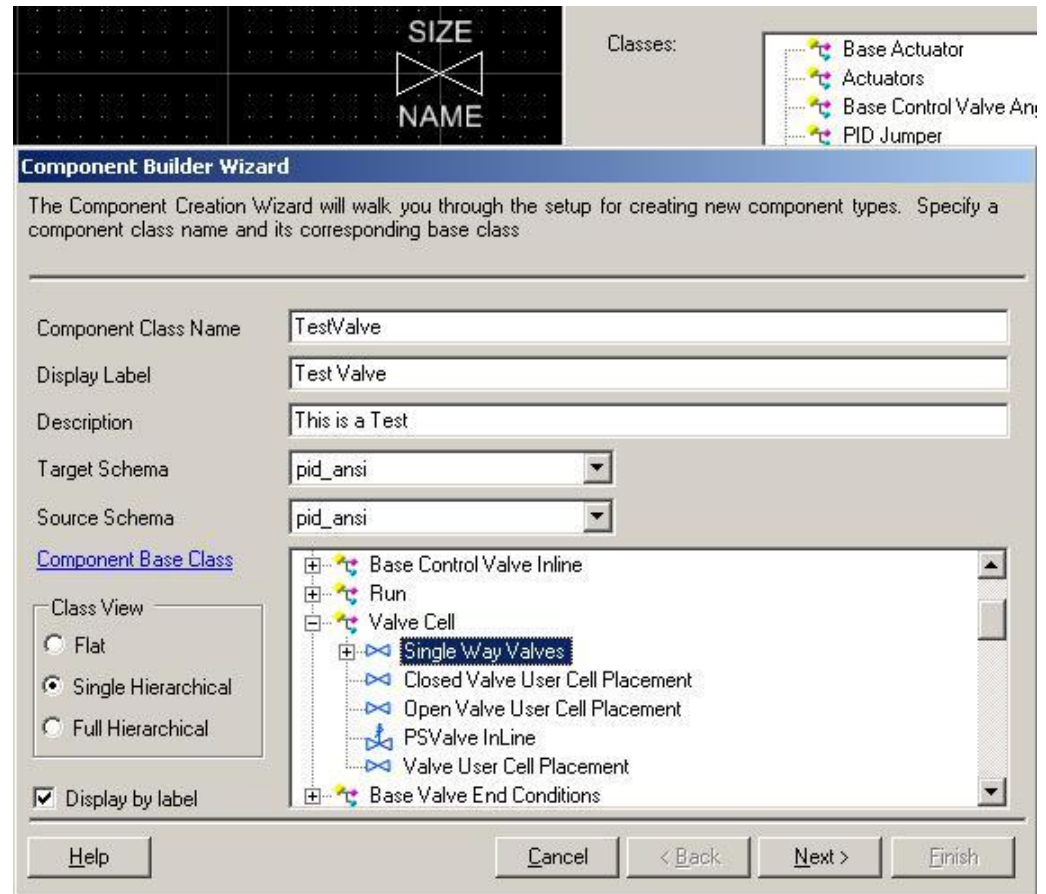 SIZE
NAME
Classes:
Base Actuator
Actuators
Base Control Valve
PID Jumper
Component Builder Wizard
The Component Creation Wizard will walk you through the setup for creating new component types. Specify a
component class name and its corresponding base class
Component Class Name TestValve
Display Label Test Valve
Description This is a Test
Target Schema pid_ansi
Source Schema pid_ansi
Component Base Class
Class View
Flat
Single Hierarchical
Full Hierarchical
Display by label
Base Control Valve Inline
Run
Valve Cell
Single Way Valves
Closed Valve User Cell Placement
Open Valve User Cell Placement
PSValve InLine
Valve User Cell Placement
Base Valve End Conditions
Help Cancel < Back Next > Finish